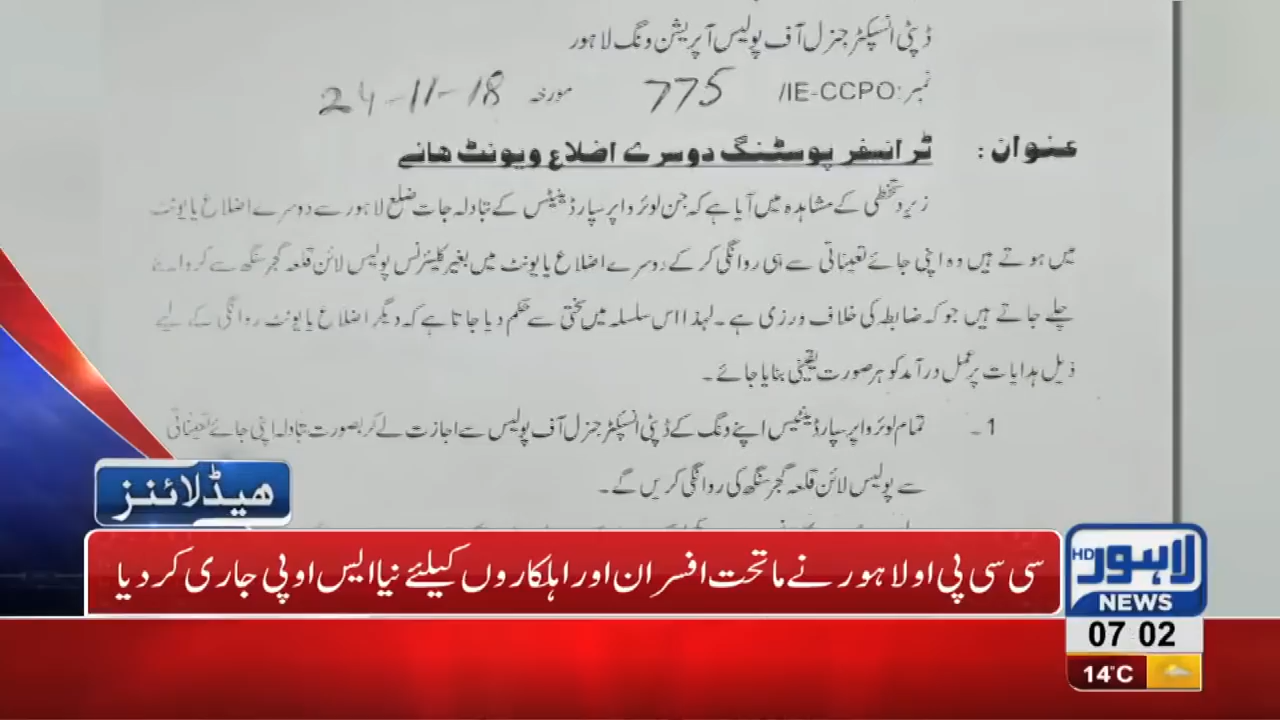 ڈپٹی انسپکٹر جنرل آف پولیس آپریشن ونگ لاہور
نمبر: 775 /IE-CCPO مورخہ 24-11-18
عنوان: ٹرانسفر پوسٹنگ دوسرے اضلاع ویونٹ ھائے
زیر دستخطی کے مشاہدہ میں آیا ہے کہ جن لوئر و اپر سپارڈینیٹس کے تبادلہ جات ضلع لاہور سے دوسرے اضلاع یا یونٹ
میں ہوتے ہیں وہ اپنی جائے تعیناتی سے ہی روانگی کر کے دوسرے اضلاع یا یونٹ میں بغیر کلیئرنس پولیس لائن قلعہ گجر سنگھ سے کروائے
چلے جاتے ہیں جو کہ ضابطہ کی خلاف ورزی ہے۔ لہذا اس سلسلہ میں سختی سے حکم دیا جاتا ہے کہ دیگر اضلاع یا یونٹ روانگی کے لیے
ذیل ہدایات پر عمل درآمد کو ہر صورت یقینی بنایا جائے۔
1۔ تمام لوئر و اپر سپارڈینیٹس اپنے ونگ کے ڈپٹی انسپکٹر جنرل آف پولیس سے اجازت لے کر بصورت تبادلہ اپنی جائے تعیناتی
سے پولیس لائن قلعہ گجر سنگھ کی روانگی کریں گے۔
ھیڈلائنز
سی سی پی او لاہور نے ماتحت افسران اور اہلکاروں کیلئے نیا ایس او پی جاری کر دیا
لاہور HD
NEWS
07 02
14°C